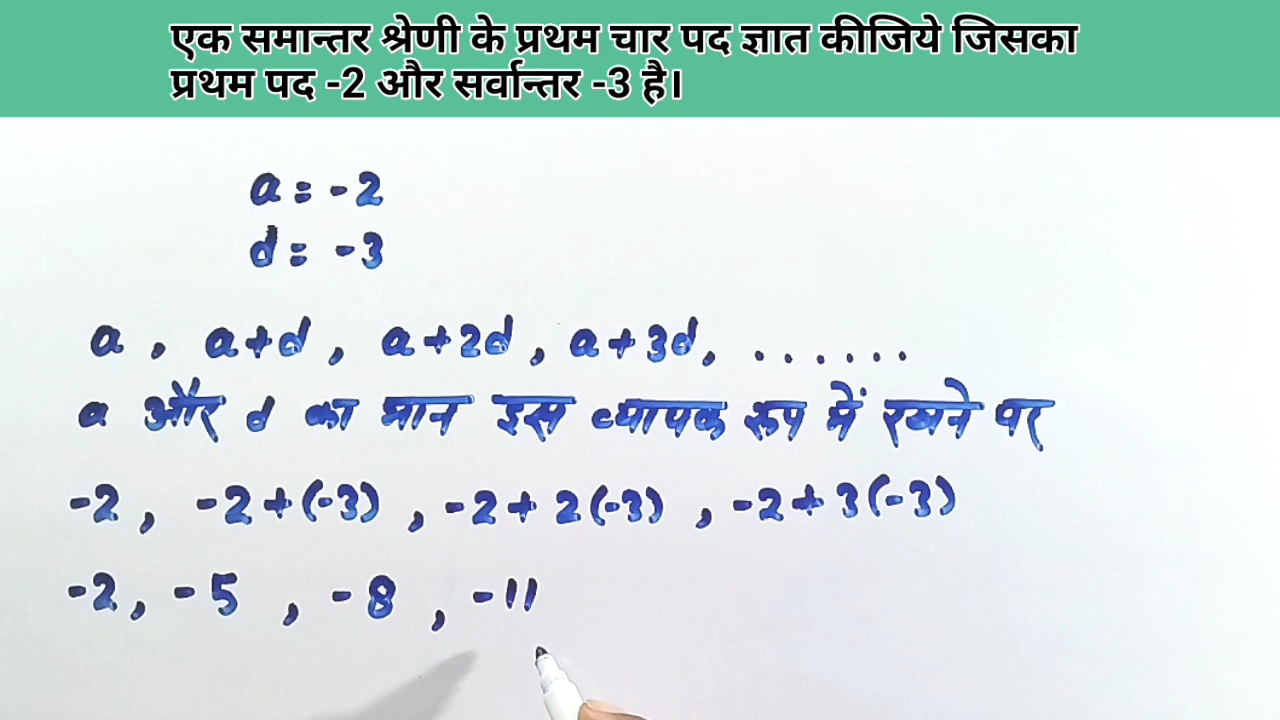 एक समान्तर श्रेणी के प्रथम चार पद ज्ञात कीजिये जिसका
प्रथम पद -2 और सर्वान्तर -3 है।
a = -2
d = -3
a , a+d , a+2d , a+3d, . . . . . .
a और d का मान इस व्यापक रूप में रखने पर
-2 , -2+(-3) , -2+2(-3) , -2+3(-3)
-2, -5 , -8 , -11